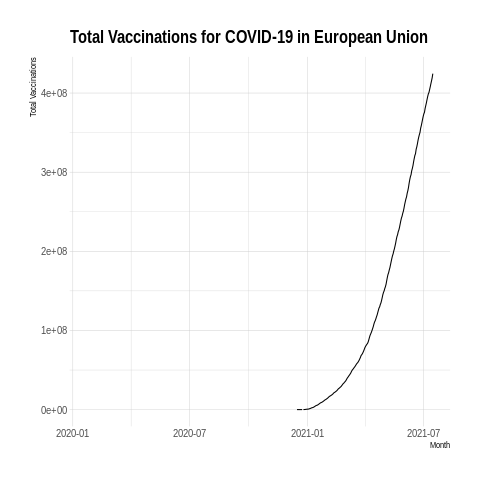 Total Vaccinations for COVID-19 in European Union
Total Vaccinations
4e+08
3e+08
2e+08
1e+08
0e+00
2020-01 2020-07 2021-01 2021-07
Month